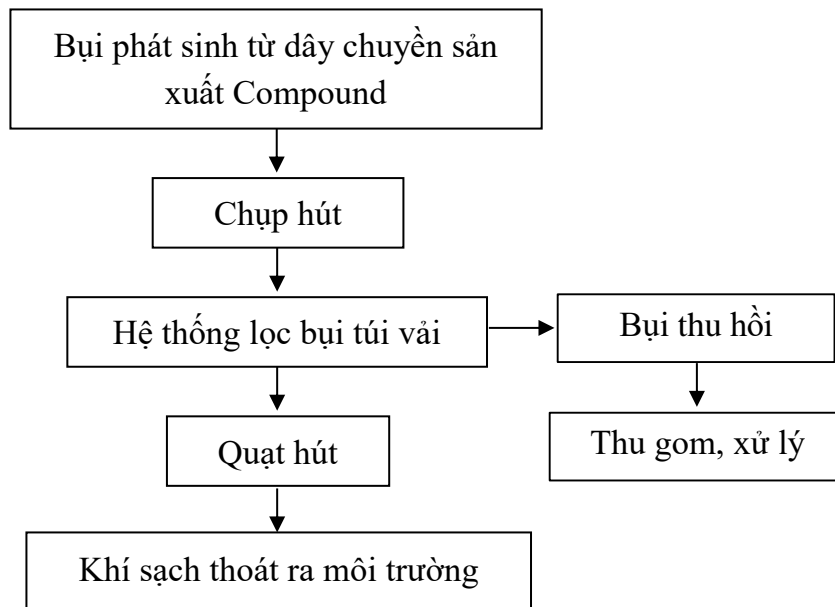 Bụi phát sinh từ dây chuyền sản
xuất Compound
Chụp hút
Hệ thống lọc bụi túi vải
Bụi thu hồi
Quạt hút
Thu gom, xử lý
Khí sạch thoát ra môi trường